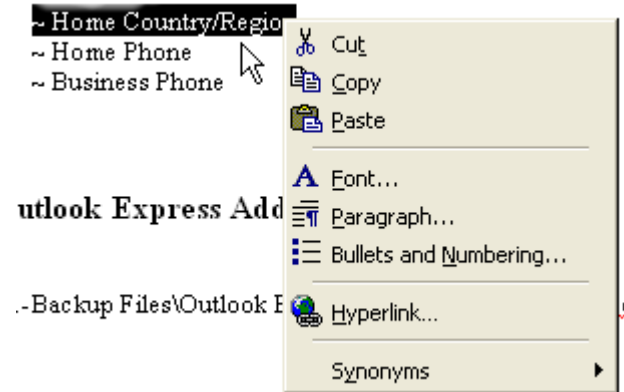 ~ Home Country/Regio
~ Home Phone
~ Business Phone
utlook Express Add
.-Backup Files\Outlook E
Cut
Copy
Paste
Font...
Paragraph...
Bullets and Numbering...
Hyperlink...
Synonyms